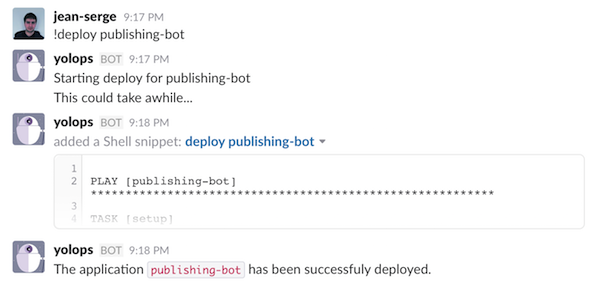 jean-serge 9:17 PM
!deploy publishing-bot
yolops BOT 9:17 PM
Starting deploy for publishing-bot
This could take awhile...
yolops BOT 9:18 PM
added a Shell snippet: deploy publishing-bot
1
2 PLAY [publishing-bot]
**********************************************************
3
4 TASK [setup]
yolops BOT 9:18 PM
The application publishing-bot has been successfuly deployed.